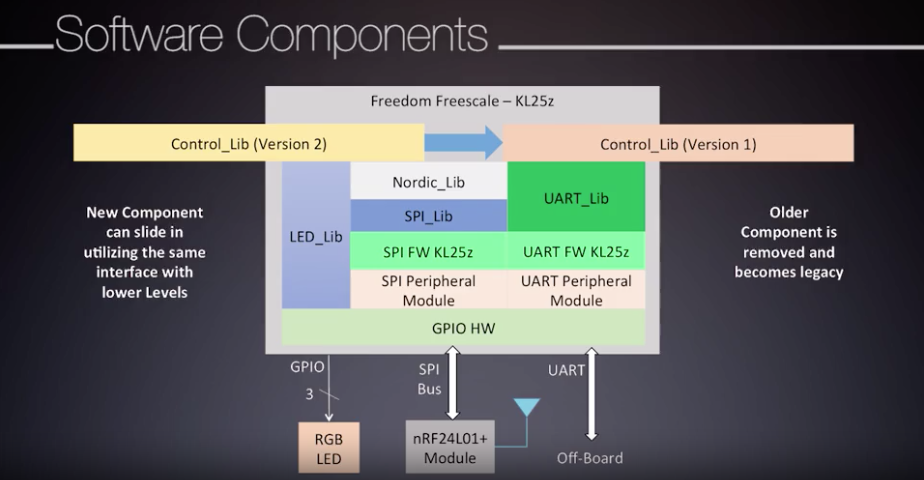 Software Components
Freedom Freescale – KL25z
Control_Lib (Version 2)
Control_Lib (Version 1)
New Component
can slide in
utilizing the same
interface with
lower Levels
LED_Lib
Nordic_Lib
SPI_Lib
SPI FW KL25z
SPI Peripheral
Module
UART_Lib
UART FW KL25z
UART Peripheral
Module
GPIO HW
Older
Component is
removed and
becomes legacy
GPIO
3
SPI
Bus
UART
RGB
LED
nRF24L01+
Module
Off-Board